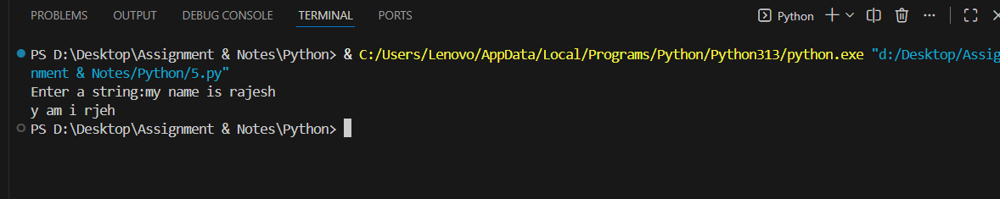 PROBLEMS OUTPUT DEBUG CONSOLE TERMINAL PORTS Python
PS D:\Desktop\Assignment & Notes\Python> & C:/Users/Lenovo/AppData/Local/Programs/Python/Python313/python.exe "d:/Desktop/Assig
nment & Notes/Python/5.py"
Enter a string:my name is rajesh
y am i rjeh
PS D:\Desktop\Assignment & Notes\Python>